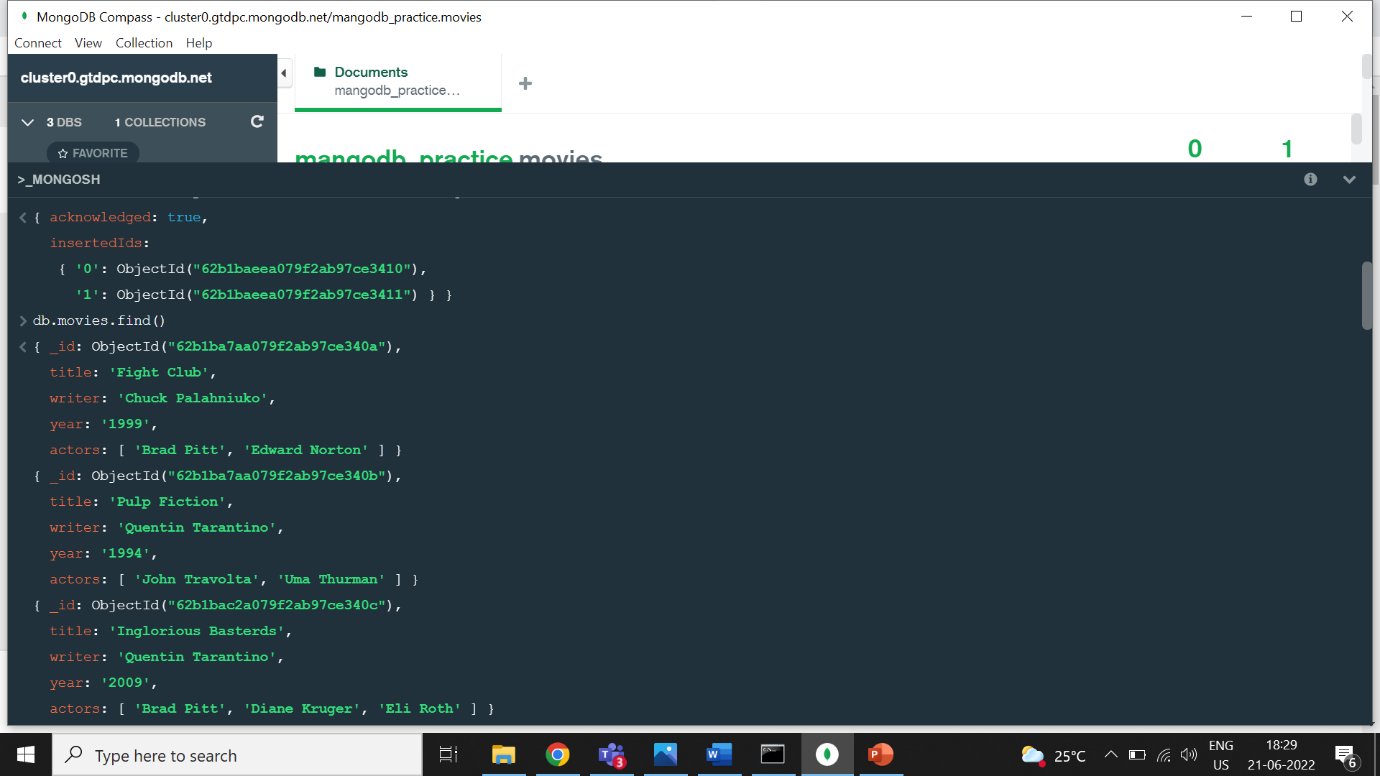 MongoDB Compass - cluster0.gtdpc.mongodb.net/mangodb_practice.movies
Connect View Collection Help
cluster0.gtdpc.mongodb.net
Documents
mangodb_practice…
3 DBS 1 COLLECTIONS
FAVORITE
mangodb_practice.movies
0 1
>_MONGOSH
{ acknowledged: true,
insertedIds:
{ '0': ObjectId("62b1baeea079f2ab97ce3410"),
'1': ObjectId("62b1baeea079f2ab97ce3411") } }
db.movies.find()
{ _id: ObjectId("62b1ba7aa079f2ab97ce340a"),
title: 'Fight Club',
writer: 'Chuck Palahniuko',
year: '1999',
actors: [ 'Brad Pitt', 'Edward Norton' ] }
{ _id: ObjectId("62b1ba7aa079f2ab97ce340b"),
title: 'Pulp Fiction',
writer: 'Quentin Tarantino',
year: '1994',
actors: [ 'John Travolta', 'Uma Thurman' ] }
{ _id: ObjectId("62b1bac2a079f2ab97ce340c"),
title: 'Inglorious Basterds',
writer: 'Quentin Tarantino',
year: '2009',
actors: [ 'Brad Pitt', 'Diane Kruger', 'Eli Roth' ] }
Type here to search
3
W
P
25°C
ENG
US
18:29
21-06-2022
6